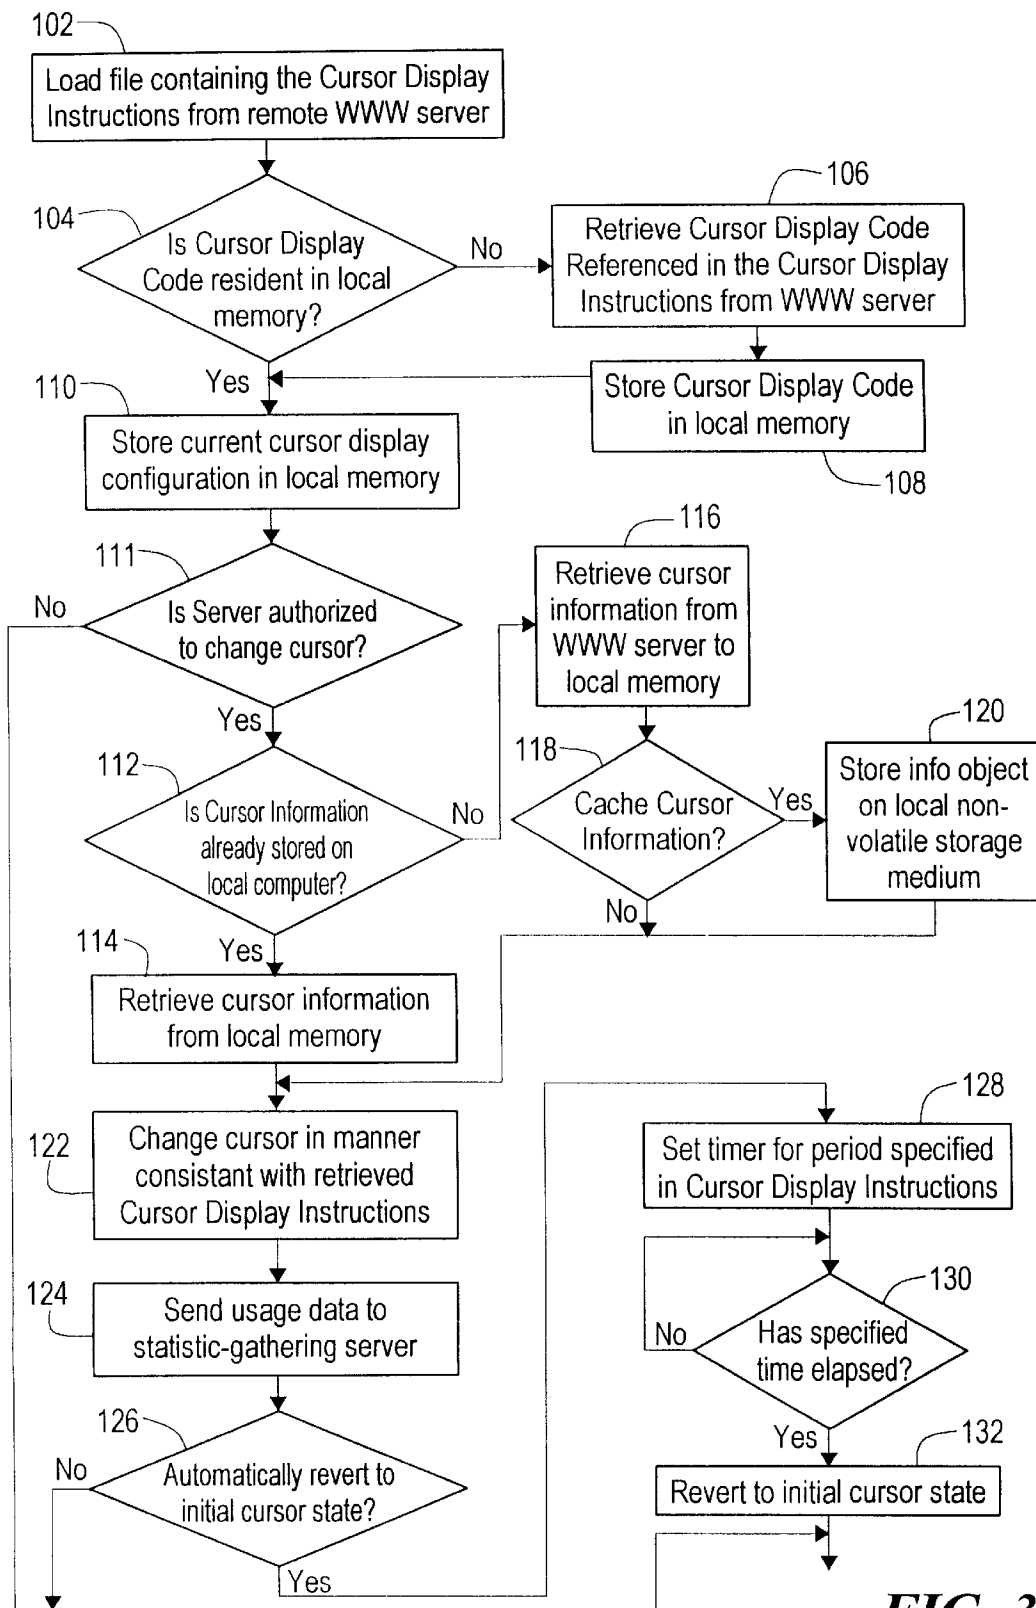 102
Load file containing the Cursor Display
Instructions from remote WWW server
104
Is Cursor Display
Code resident in local
memory?
No
106
Retrieve Cursor Display Code
Referenced in the Cursor Display
Instructions from WWW server
Yes
Store Cursor Display Code
in local memory
108
110
Store current cursor display
configuration in local memory
111
No
Is Server authorized
to change cursor?
Yes
112
Is Cursor Information
already stored on
local computer?
No
116
Retrieve cursor
information from
WWW server to
local memory
118
Cache Cursor
Information?
Yes
120
Store info object
on local non-
volatile storage
medium
No
Yes
114
Retrieve cursor information
from local memory
122
Change cursor in manner
consistant with retrieved
Cursor Display Instructions
124
Send usage data to
statistic-gathering server
126
No
Automatically revert to
initial cursor state?
Yes
128
Set timer for period specified
in Cursor Display Instructions
130
No
Has specified
time elapsed?
Yes
132
Revert to initial cursor state
FIG. 3